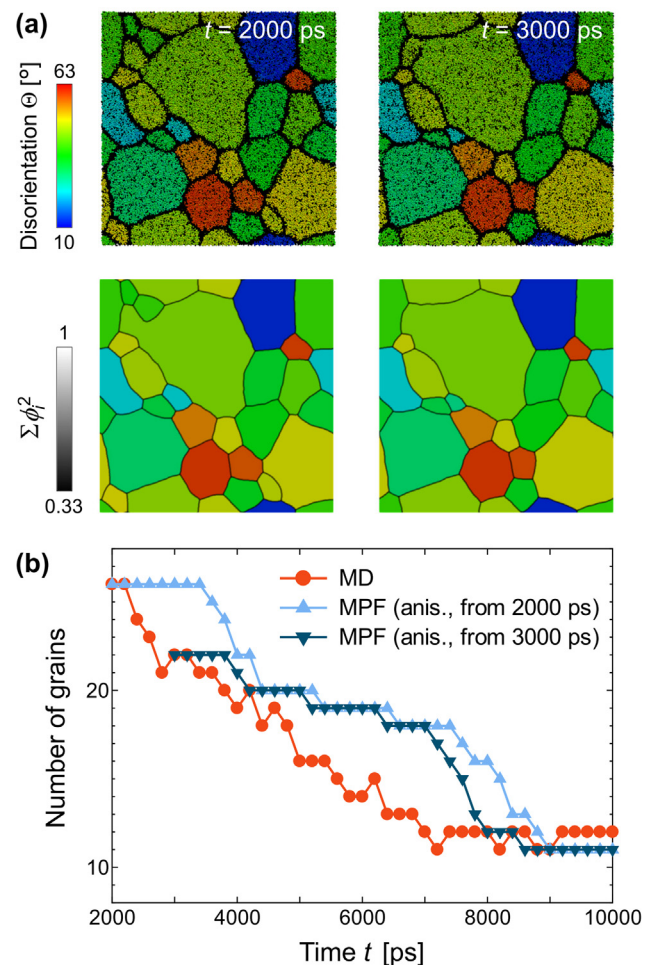 (a)
t = 2000 ps
t = 3000 ps
Disorientation Θ [º]
63
10
Σϕᵢ²
1
0.33
(b)
MD
MPF (anis., from 2000 ps)
MPF (anis., from 3000 ps)
Number of grains
20
10
2000 4000 6000 8000 10000
Time t [ps]